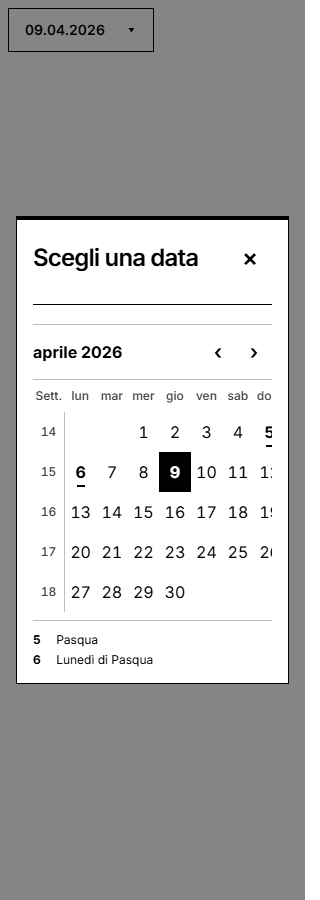 09.04.2026
Scegli una data
aprile 2026
Sett. lun mar mer gio ven sab do
14 1 2 3 4 5
15 6 7 8 9 10 11
16 13 14 15 16 17 18
17 20 21 22 23 24 25
18 27 28 29 30
5 Pasqua
6 Lunedì di Pasqua